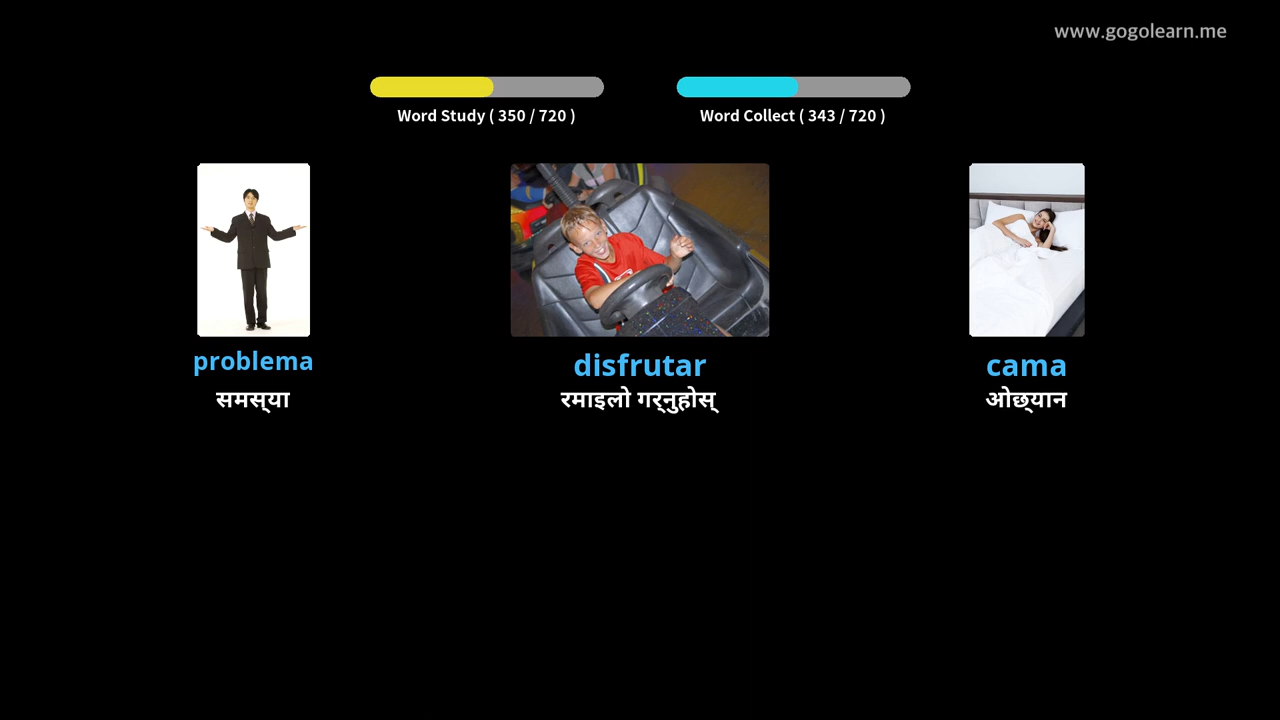 www.gogolearn.me
Word Study ( 350 / 720 )
Word Collect ( 343 / 720 )
problema
समस्‌या
disfrutar
रमाइलो गर्‌नुहोस्
cama
ओछ्‌यान